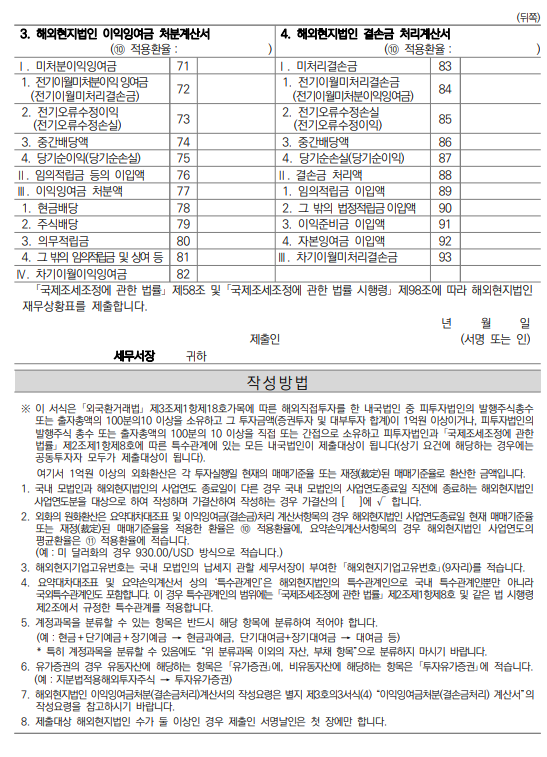 (뒤쪽)
3. 해외현지법인 이익잉여금 처분계산서
(⑩ 적용환율 : )
4. 해외현지법인 결손금 처리계산서
(⑩ 적용환율 : )
Ⅰ. 미처분이익잉여금 71
Ⅰ. 미처리결손금 83
1. 전기이월미처분이익잉여금
(전기이월미처리결손금) 72
1. 전기이월미처리결손금
(전기이월미처분이익잉여금) 84
2. 전기오류수정이익
(전기오류수정손실) 73
2. 전기오류수정손실
(전기오류수정이익) 85
3. 중간배당액 74
3. 중간배당액 86
4. 당기순이익(당기순손실) 75
4. 당기순손실(당기순이익) 87
Ⅱ. 임의적립금 등의 이입액 76
Ⅱ. 결손금 처리액 88
Ⅲ. 이익잉여금 처분액 77
1. 임의적립금 이입액 89
1. 현금배당 78
2. 그 밖의 법정적립금 이입액 90
2. 주식배당 79
3. 이익준비금 이입액 91
3. 의무적립금 80
4. 자본잉여금 이입액 92
4. 그 밖의 임의적립금 및 상여 등 81
Ⅲ. 차기이월미처리결손금 93
Ⅳ. 차기이월이익잉여금 82
「국제조세조정에 관한 법률」제58조 및「국제조세조정에 관한 법률 시행령」제98조에 따라 해외현지법인
재무상황표를 제출합니다.
년 월 일
제출인 (서명 또는 인)
세무서장 귀하
작성방법
※ 이 서식은「외국환거래법」제3조제1항제18호가목에 따른 해외직접투자를 한 내국법인 중 피투자법인의 발행주식총수
또는 출자총액의 100분의10 이상을 소유하고 그 투자금액(증권투자 및 대부투자 합계)이 1억원 이상이거나, 피투자법인의
발행주식 총수 또는 출자총액의 100분의 10 이상을 직접 또는 간접으로 소유하고 피투자법인과「국제조세조정에 관한
법률」제2조제1항제8호에 따른 특수관계에 있는 모든 내국법인이 제출대상이 됩니다(상기 요건에 해당하는 경우에는
공동투자자 모두가 제출대상이 됩니다).
여기서 1억원 이상의 외화환산은 각 투자실행일 현재의 매매기준율 또는 재정(裁定)된 매매기준율로 환산한 금액입니다.
1. 국내 모법인과 해외현지법인의 사업연도 종료일이 다른 경우 국내 모법인의 사업연도종료일 직전에 종료하는 해외현지법인
사업연도분을 대상으로 하여 작성하며 가결산하여 작성하는 경우 가결산의 [ ]에 √ 합니다.
2. 외화의 원화환산은 요약대차대조표 및 이익잉여금(결손금)처리 계산서항목의 경우 해외현지법인 사업연도종료일 현재 매매기준율
또는 재정(裁定)된 매매기준율을 적용한 환율은 ⑩ 적용환율에, 요약손익계산서항목의 경우 해외현지법인 사업연도의
평균환율은 ⑪ 적용환율에 적습니다.
(예 : 미 달러화의 경우 930.00/USD 방식으로 적습니다.)
3. 해외현지기업고유번호는 국내 모법인의 납세지 관할 세무서장이 부여한「해외현지기업고유번호」(9자리)를 적습니다.
4. 요약대차대조표 및 요약손익계산서 상의 "특수관계인"은 해외현지법인의 특수관계인으로 국내 특수관계인뿐만 아니라
국외특수관계인도 포함합니다. 이 경우 특수관계인의 범위에는「국제조세조정에 관한 법률」제2조제1항제8호 및 같은 법 시행령
제2조에서 규정한 특수관계를 적용합니다.
5. 계정과목을 분류할 수 있는 항목은 반드시 해당 항목에 분류하여 적어야 합니다.
(예 : 현금+단기예금+장기예금 → 현금과예금, 단기대여금+장기대여금 → 대여금 등)
* 특히 계정과목을 분류할 수 있음에도 "위 분류과목 이외의 자산, 부채 항목"으로 분류하지 마시기 바랍니다.
6. 유가증권의 경우 유동자산에 해당하는 항목은「유가증권」에, 비유동자산에 해당하는 항목은「투자유가증권」에 적습니다.
(예 : 지분법적용해외투자주식 → 투자유가증권)
7. 해외현지법인 이익잉여금처분(결손금처리)계산서의 작성요령은 별지 제3호의3서식(4) "이익잉여금처분(결손금처리) 계산서"의
작성요령을 참고하시기 바랍니다.
8. 제출대상 해외현지법인 수가 둘 이상인 경우 제출인 서명날인은 첫 장에만 합니다.